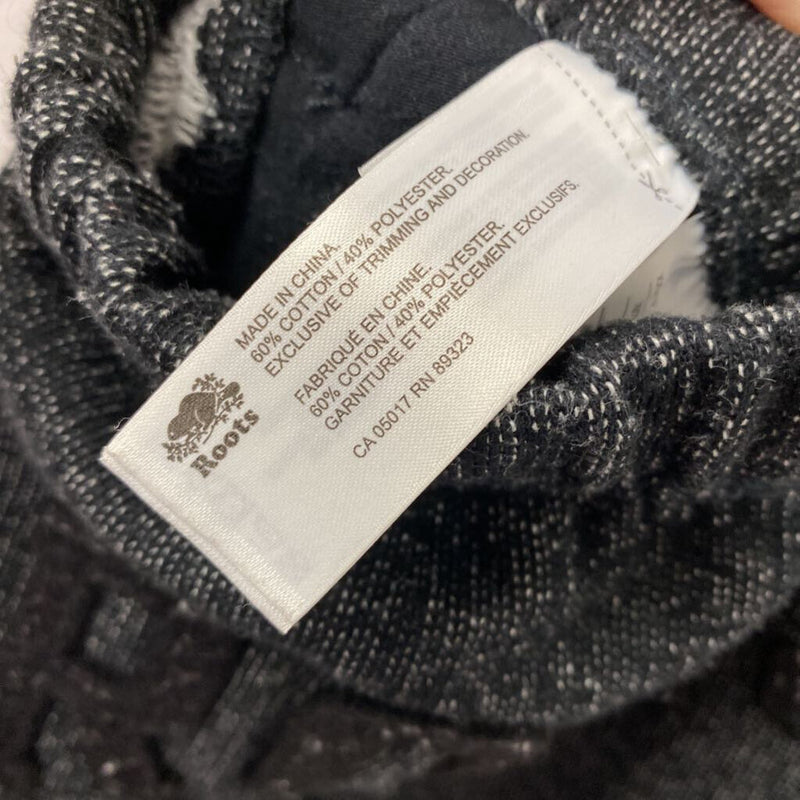 MADE IN CHINA.
60% COTTON / 40% POLYESTER.
EXCLUSIVE OF TRIMMING AND DECORATION.
FABRIQUÉ EN CHINE.
60% COTON / 40% POLYESTER.
GARNITURE ET EMPIÈCEMENT EXCLUSIFS.
CA 05017 RN 89323
Roots